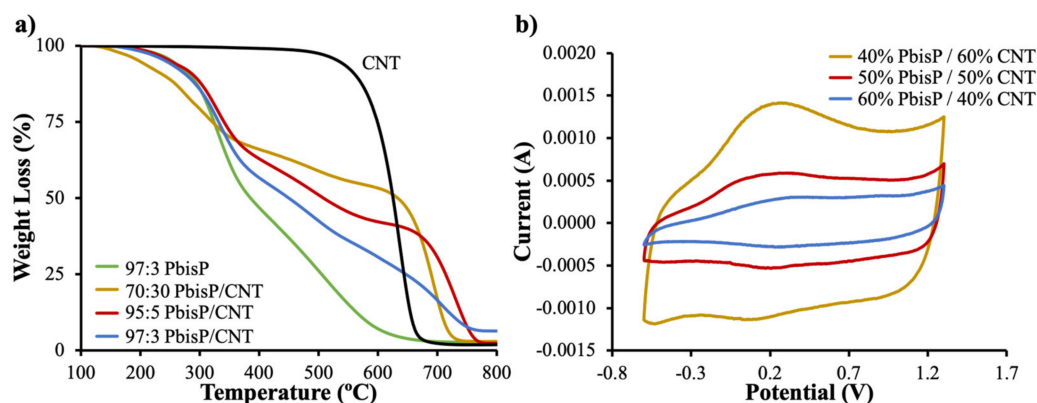 a)
100
75
50
25
0
Weight Loss (%)
CNT
97:3 PbisP
70:30 PbisP/CNT
95:5 PbisP/CNT
97:3 PbisP/CNT
100 200 300 400 500 600 700 800
Temperature (ºC)
b)
0.0020
0.0015
0.0010
0.0005
0.0000
-0.0005
-0.0010
-0.0015
Current (A)
40% PbisP / 60% CNT
50% PbisP / 50% CNT
60% PbisP / 40% CNT
-0.8 -0.3 0.2 0.7 1.2 1.7
Potential (V)